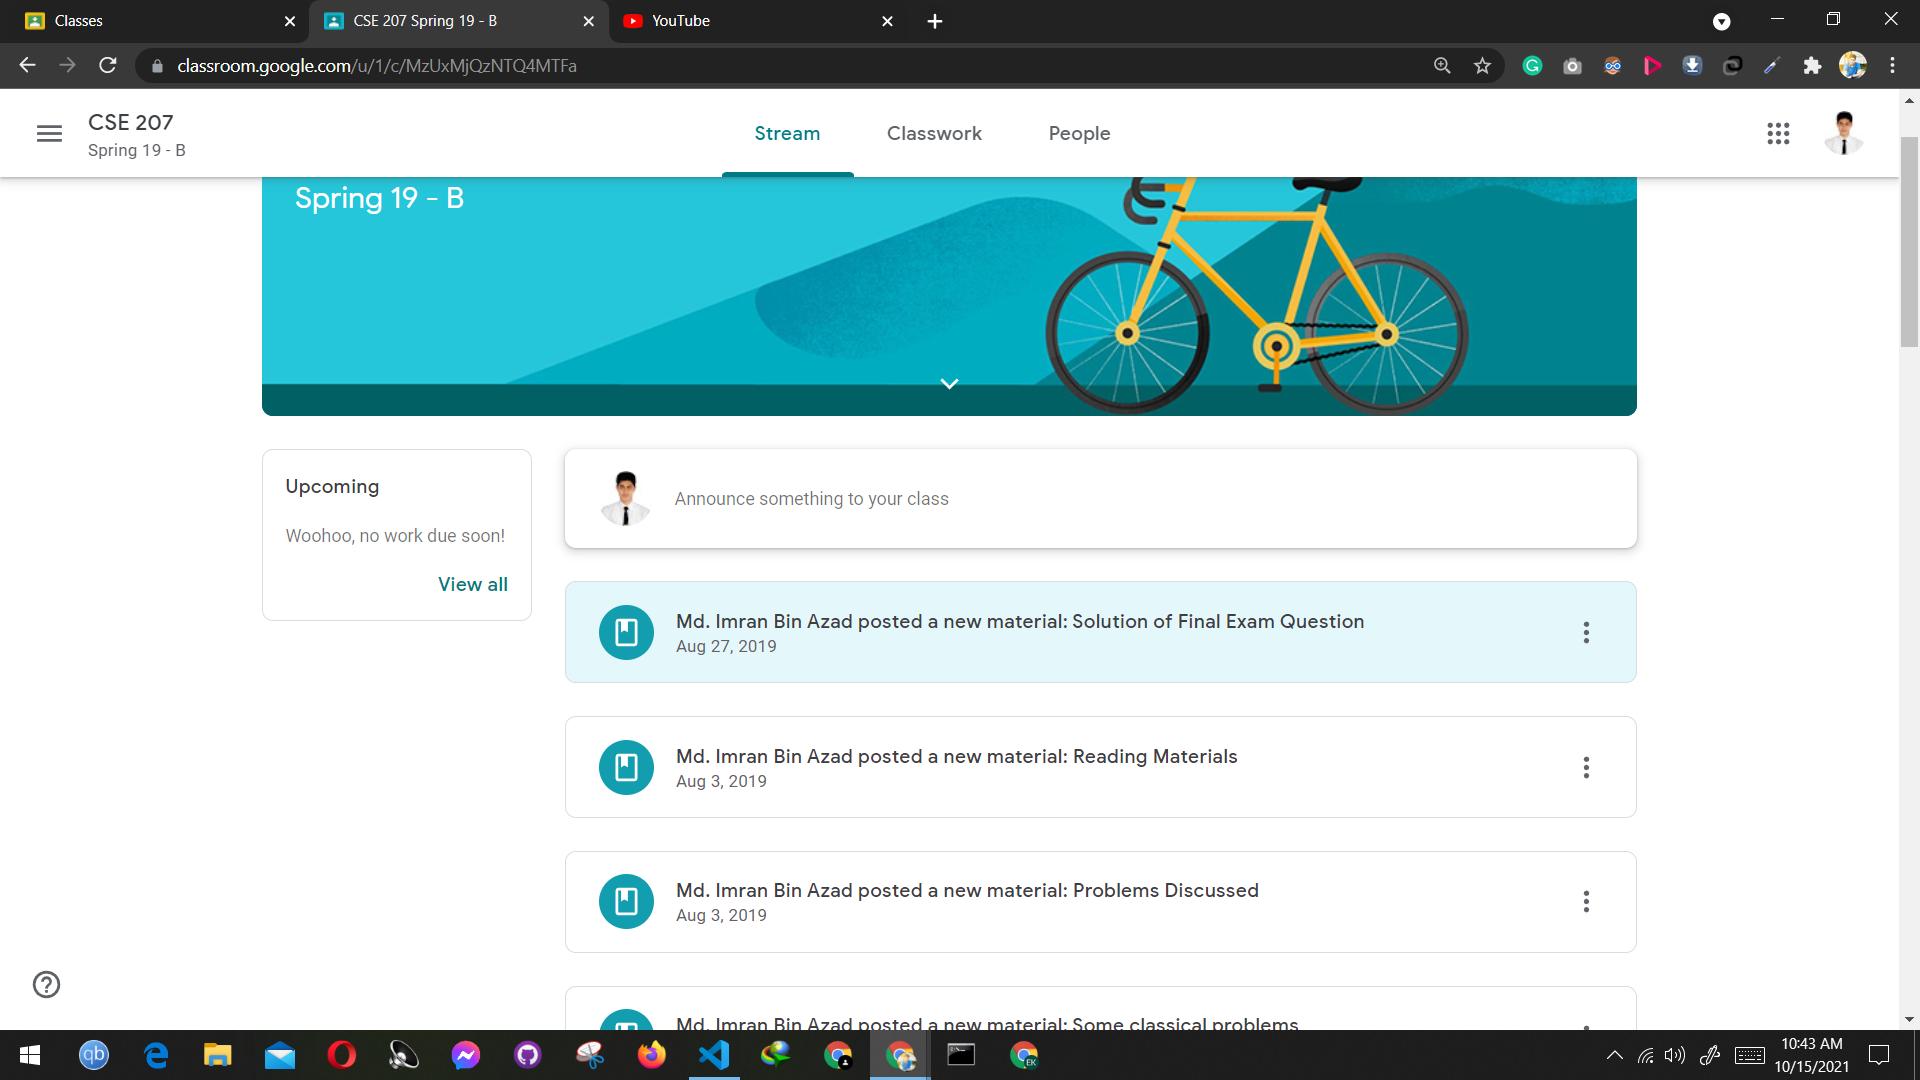 Classes
CSE 207 Spring 19 - B
YouTube
classroom.google.com/u/1/c/MzUxMjQzNTQ4MTFa
CSE 207
Spring 19 - B
Stream
Classwork
People
Spring 19 - B
Upcoming
Woohoo, no work due soon!
View all
Announce something to your class
Md. Imran Bin Azad posted a new material: Solution of Final Exam Question
Aug 27, 2019
Md. Imran Bin Azad posted a new material: Reading Materials
Aug 3, 2019
Md. Imran Bin Azad posted a new material: Problems Discussed
Aug 3, 2019
Md. Imran Bin Azad posted a new material: Some classical problems
qb
EK
10:43 AM
10/15/2021